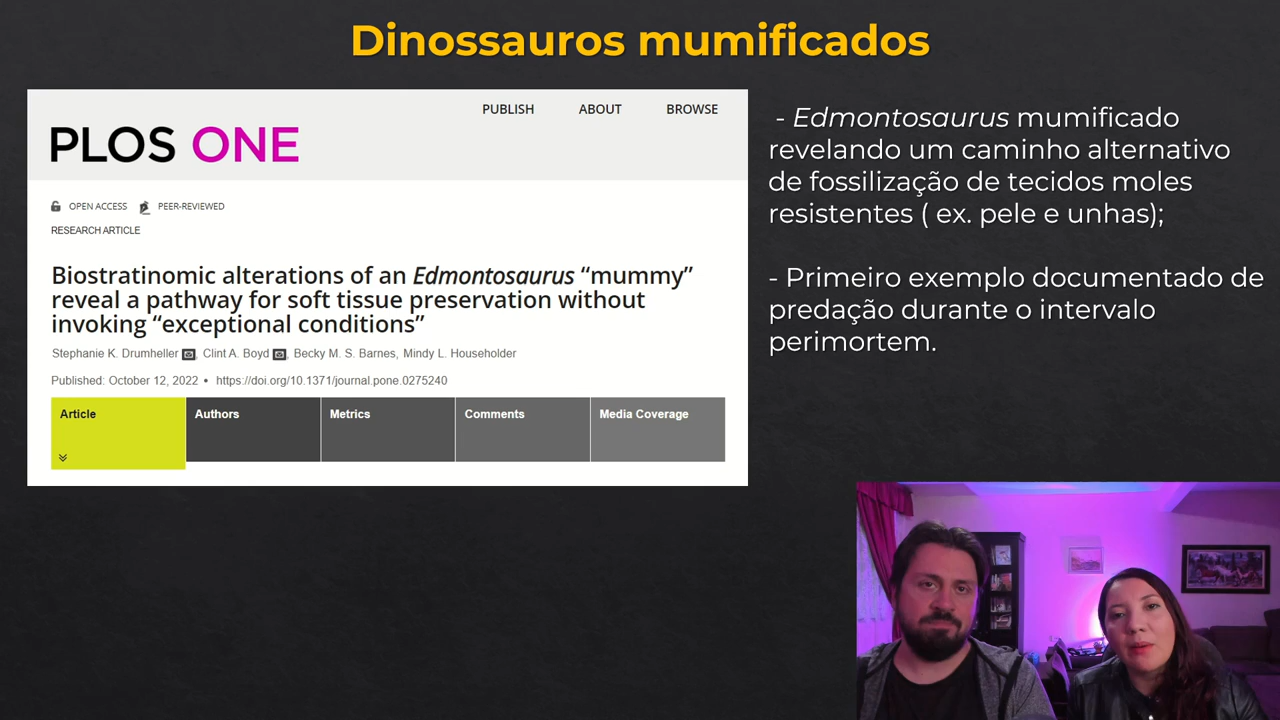 Dinossauros mumificados
PUBLISH ABOUT BROWSE
PLOS ONE
OPEN ACCESS PEER-REVIEWED
RESEARCH ARTICLE
Biostratinomic alterations of an Edmontosaurus “mummy”
reveal a pathway for soft tissue preservation without
invoking “exceptional conditions”
Stephanie K. Drumheller, Clint A. Boyd, Becky M. S. Barnes, Mindy L. Householder
Published: October 12, 2022 • https://doi.org/10.1371/journal.pone.0275240
Article Authors Metrics Comments Media Coverage
- Edmontosaurus mumificado
revelando um caminho alternativo
de fossilização de tecidos moles
resistentes ( ex. pele e unhas);
- Primeiro exemplo documentado de
predação durante o intervalo
perimortem.